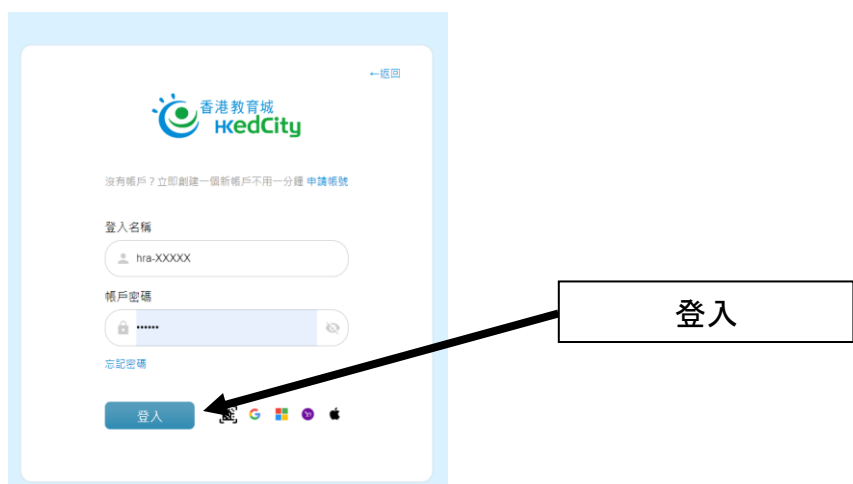 ←返回
香港教育城
HKedCity
沒有帳戶？立即創建一個新帳戶不用一分鐘 申請帳號
登入名稱
hra-XXXXX
帳戶密碼
••••••
忘記密碼
登入
登入